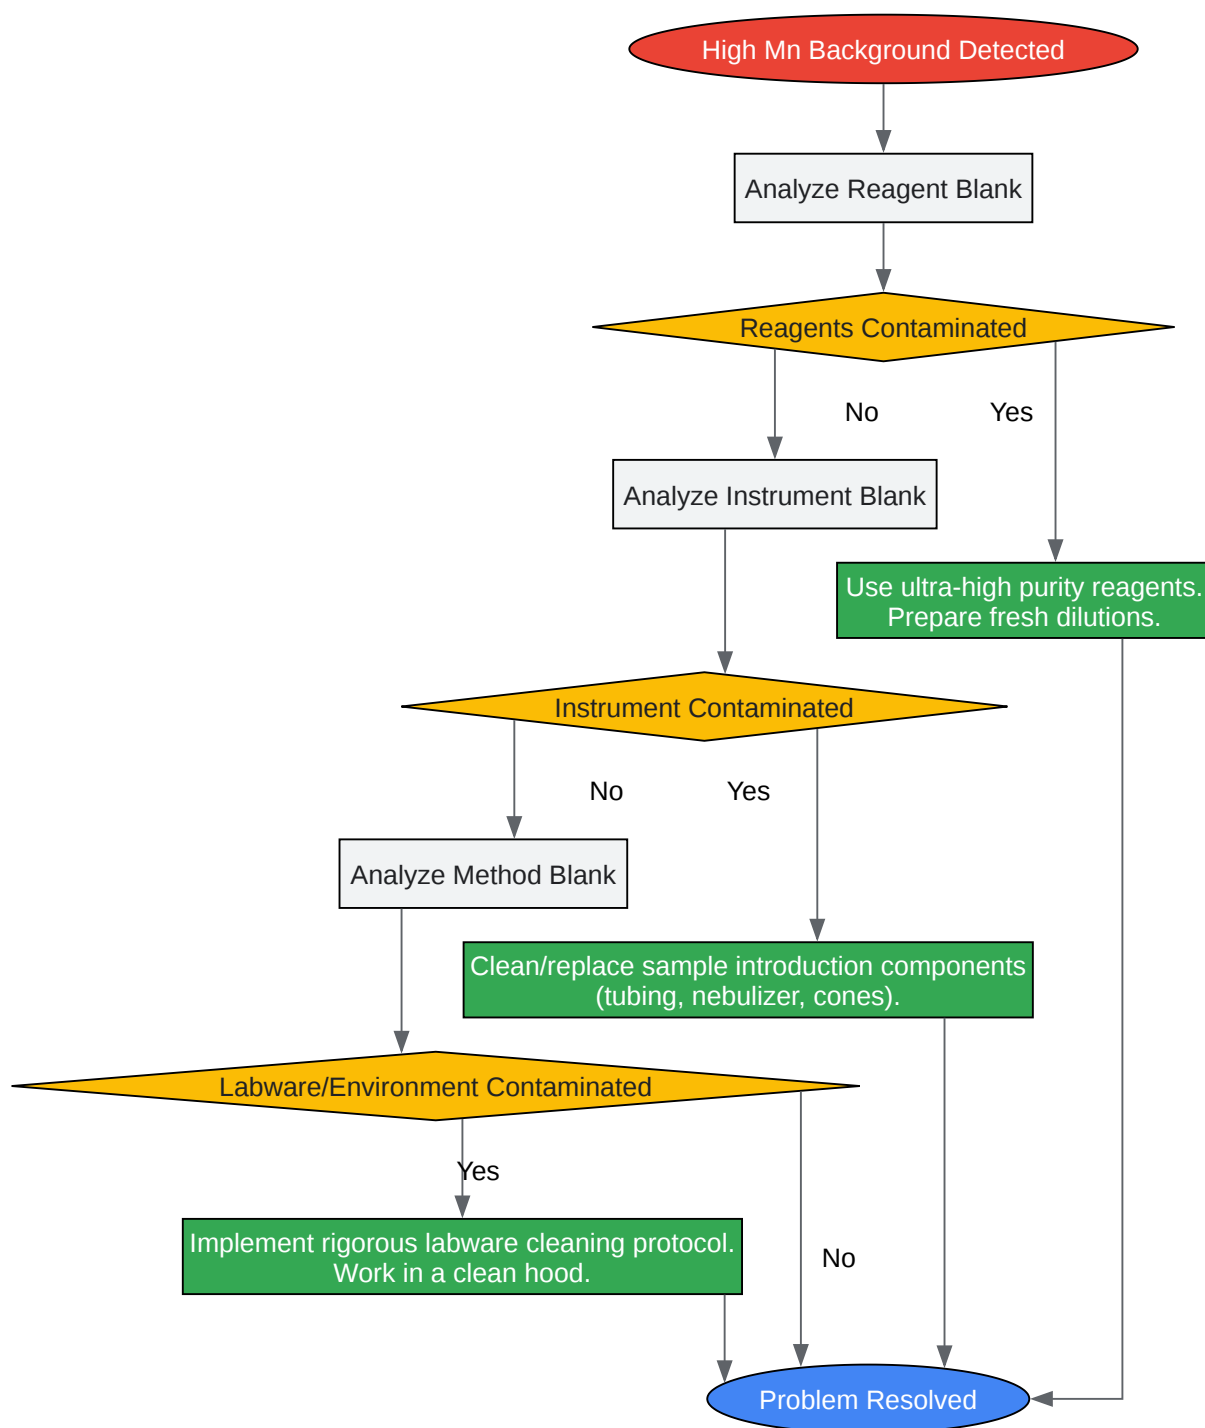 High Mn Background Detected
Analyze Reagent Blank
Reagents Contaminated
No
Yes
Analyze Instrument Blank
Use ultra-high purity reagents.
Prepare fresh dilutions.
Instrument Contaminated
No
Yes
Analyze Method Blank
Clean/replace sample introduction components
(tubing, nebulizer, cones).
Labware/Environment Contaminated
Yes
Implement rigorous labware cleaning protocol.
Work in a clean hood.
No
Problem Resolved